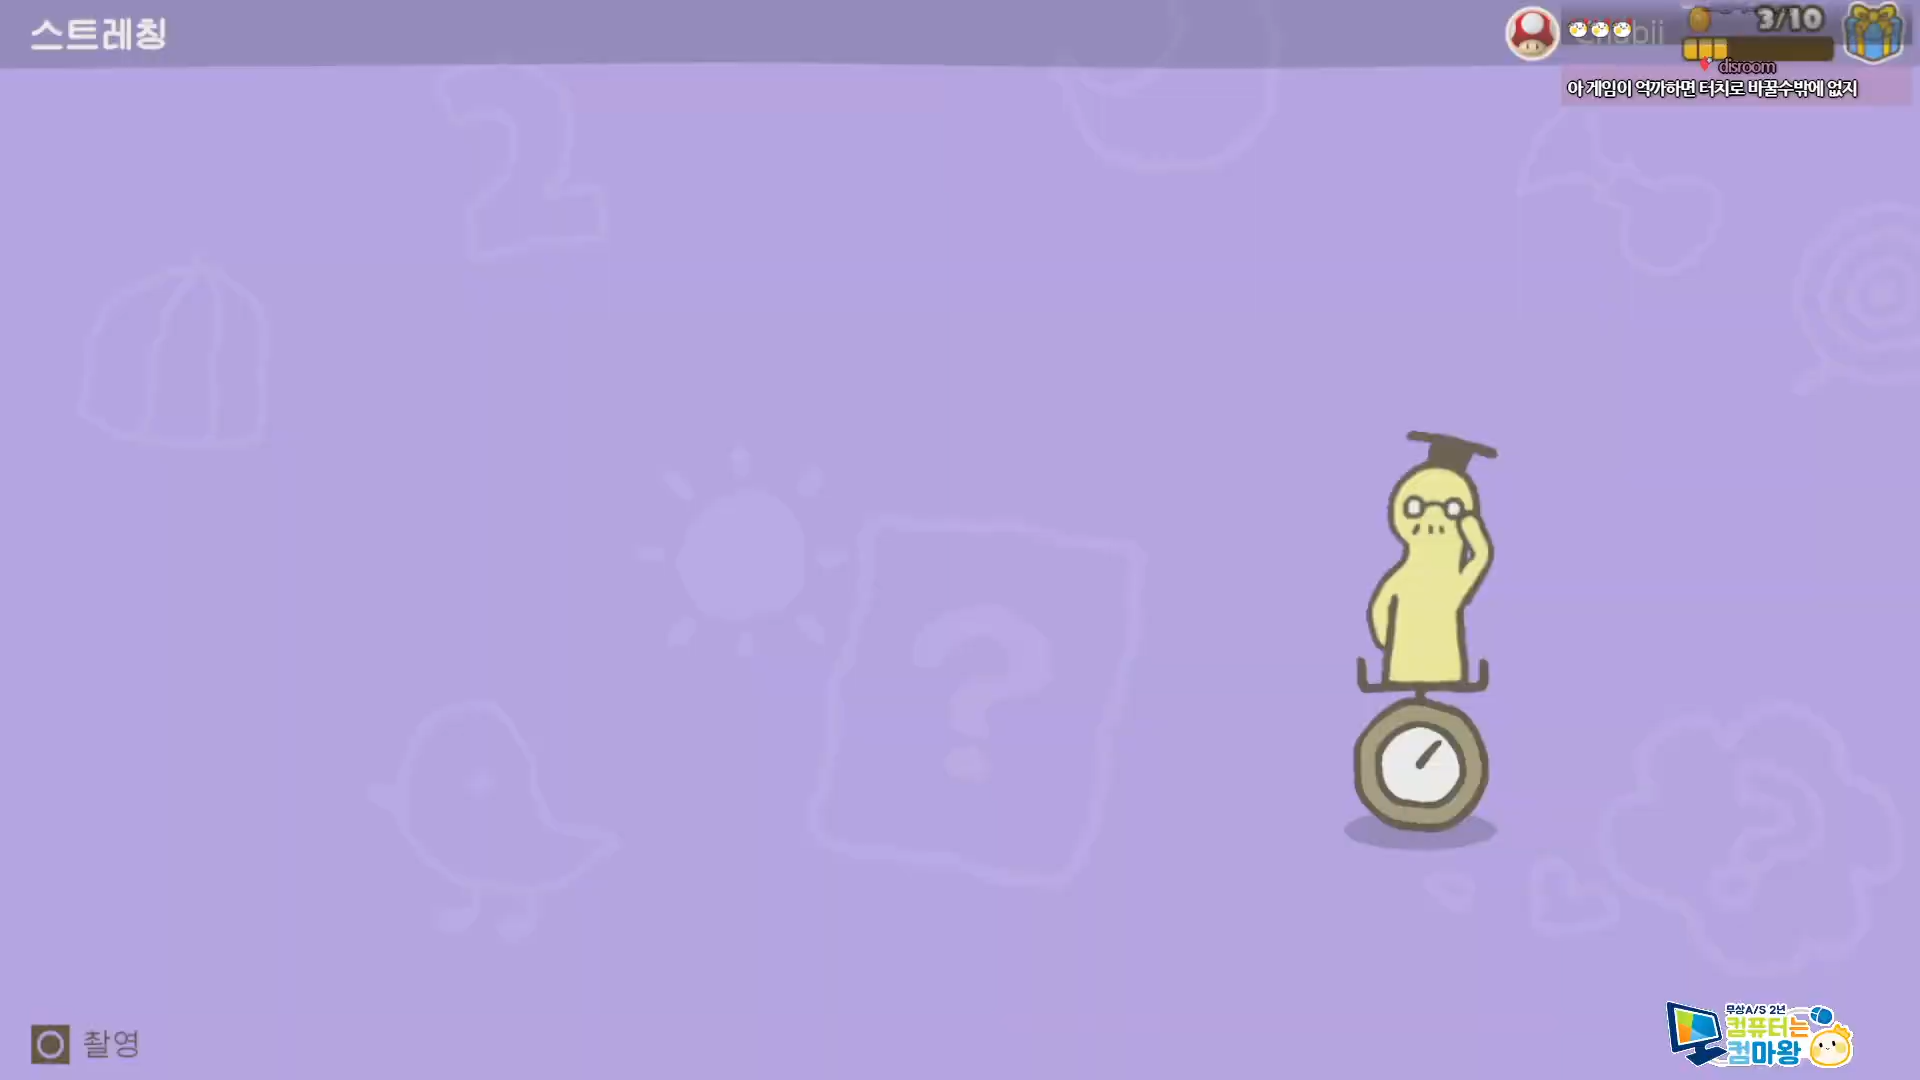 스트레칭
3/10
disroom
아 게임이 억까하면 터치로 바꿀수밖에 없지
촬영
무상A/S 2년
컴퓨터는
컴마왕